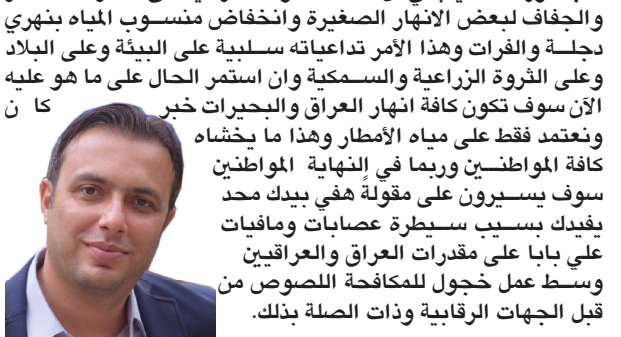 والجفاف لبعض الانهار الصغيرة وانخفاض منسوب المياه بنهري
دجلة والفرات وهذا الأمر تداعياته سلبية على البيئة وعلى البلاد
وعلى الثروة الزراعية والسمكية وان استمر الحال على ما هو عليه
الآن سوف تكون كافة انهار العراق والبحيرات خبر كا ن
ونعتمد فقط على مياه الأمطار وهذا ما يخشاه
كافة المواطنين وربما في النهاية المواطنين
سوف يسيرون على مقولة هفي بيدك محد
يفيدك بسيب سيطرة عصابات ومافيات
علي بابا على مقدرات العراق والعراقيين
وسط عمل خجول للمكافحة اللصوص من
قبل الجهات الرقابية وذات الصلة بذلك.